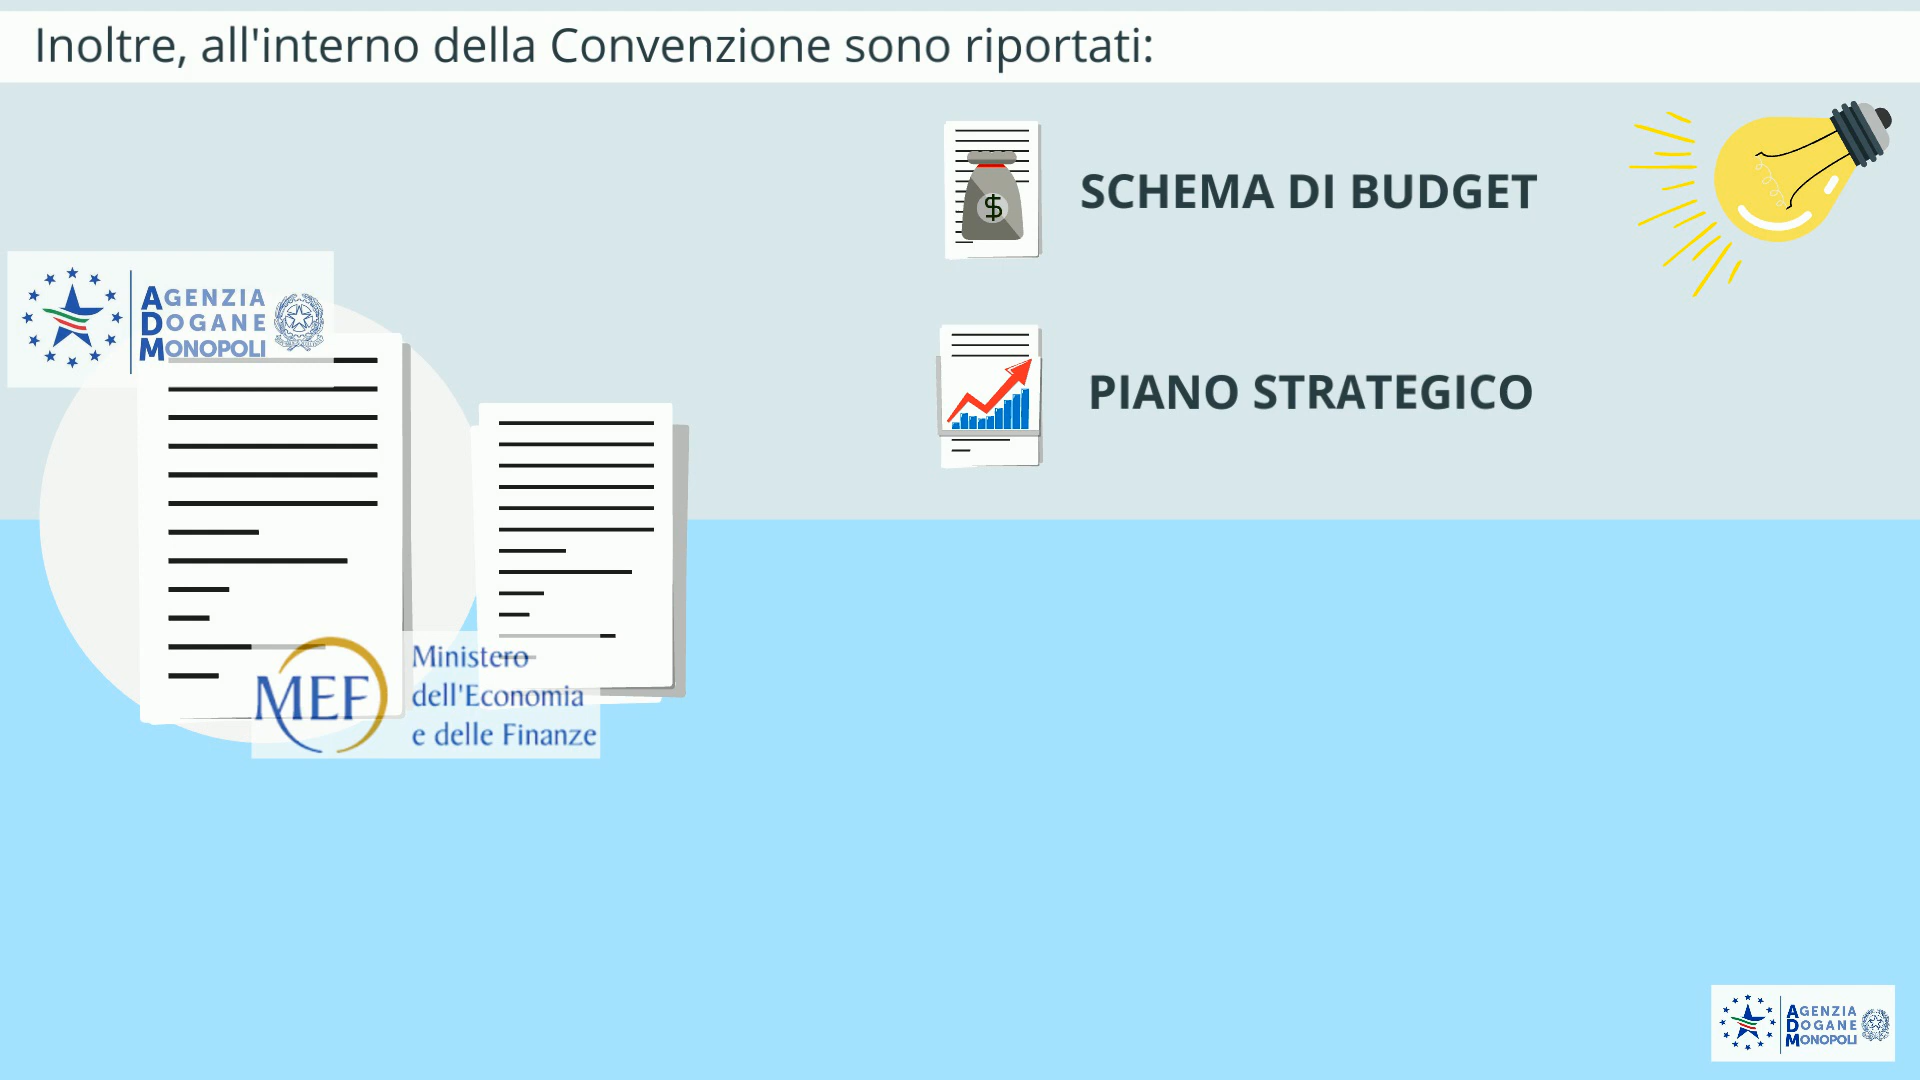 Inoltre, all'interno della Convenzione sono riportati:
$
SCHEMA DI BUDGET
AGENZIA
DOGANE
MONOPOLI
PIANO STRATEGICO
MEF
Ministero
dell'Economia
e delle Finanze
AGENZIA
DOGANE
MONOPOLI